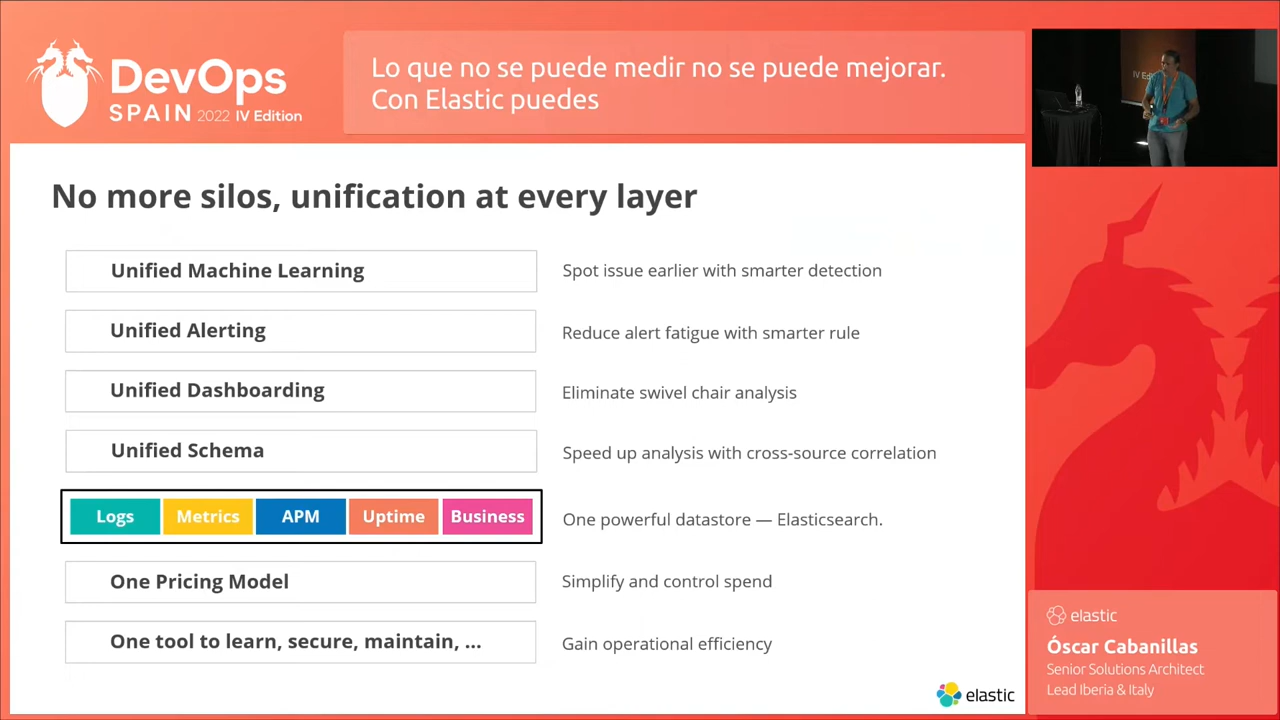 DevOps
SPAIN 2022 IV Edition
Lo que no se puede medir no se puede mejorar.
Con Elastic puedes
IV Edi
No more silos, unification at every layer
Unified Machine Learning
Spot issue earlier with smarter detection
Unified Alerting
Reduce alert fatigue with smarter rule
Unified Dashboarding
Eliminate swivel chair analysis
Unified Schema
Speed up analysis with cross-source correlation
Logs Metrics APM Uptime Business
One powerful datastore — Elasticsearch.
One Pricing Model
Simplify and control spend
One tool to learn, secure, maintain, ...
Gain operational efficiency
elastic
elastic
Óscar Cabanillas
Senior Solutions Architect
Lead Iberia & Italy